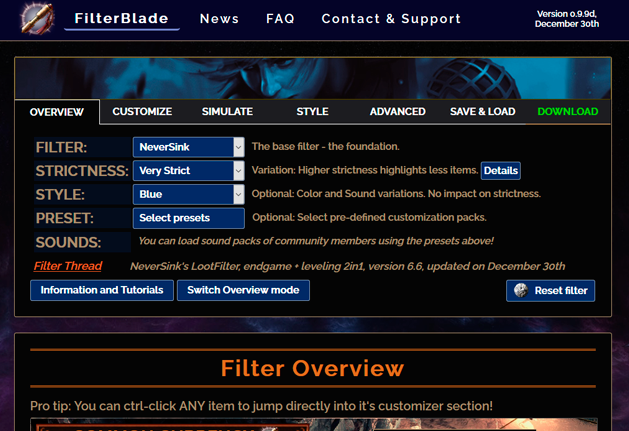 FilterBlade News FAQ Contact & Support Version 0.9.9d,
December 30th
OVERVIEW CUSTOMIZE SIMULATE STYLE ADVANCED SAVE & LOAD DOWNLOAD
FILTER: NeverSink The base filter - the foundation.
STRICTNESS: Very Strict Variation: Higher strictness highlights less items. Details
STYLE: Blue Optional: Color and Sound variations. No impact on strictness.
PRESET: Select presets Optional: Select pre-defined customization packs.
SOUNDS: You can load sound packs of community members using the presets above!
Filter Thread NeverSink's LootFilter, endgame + leveling 2in1, version 6.6, updated on December 30th
Information and Tutorials Switch Overview mode Reset filter
Filter Overview
Pro tip: You can ctrl-click ANY item to jump directly into it's customizer section!